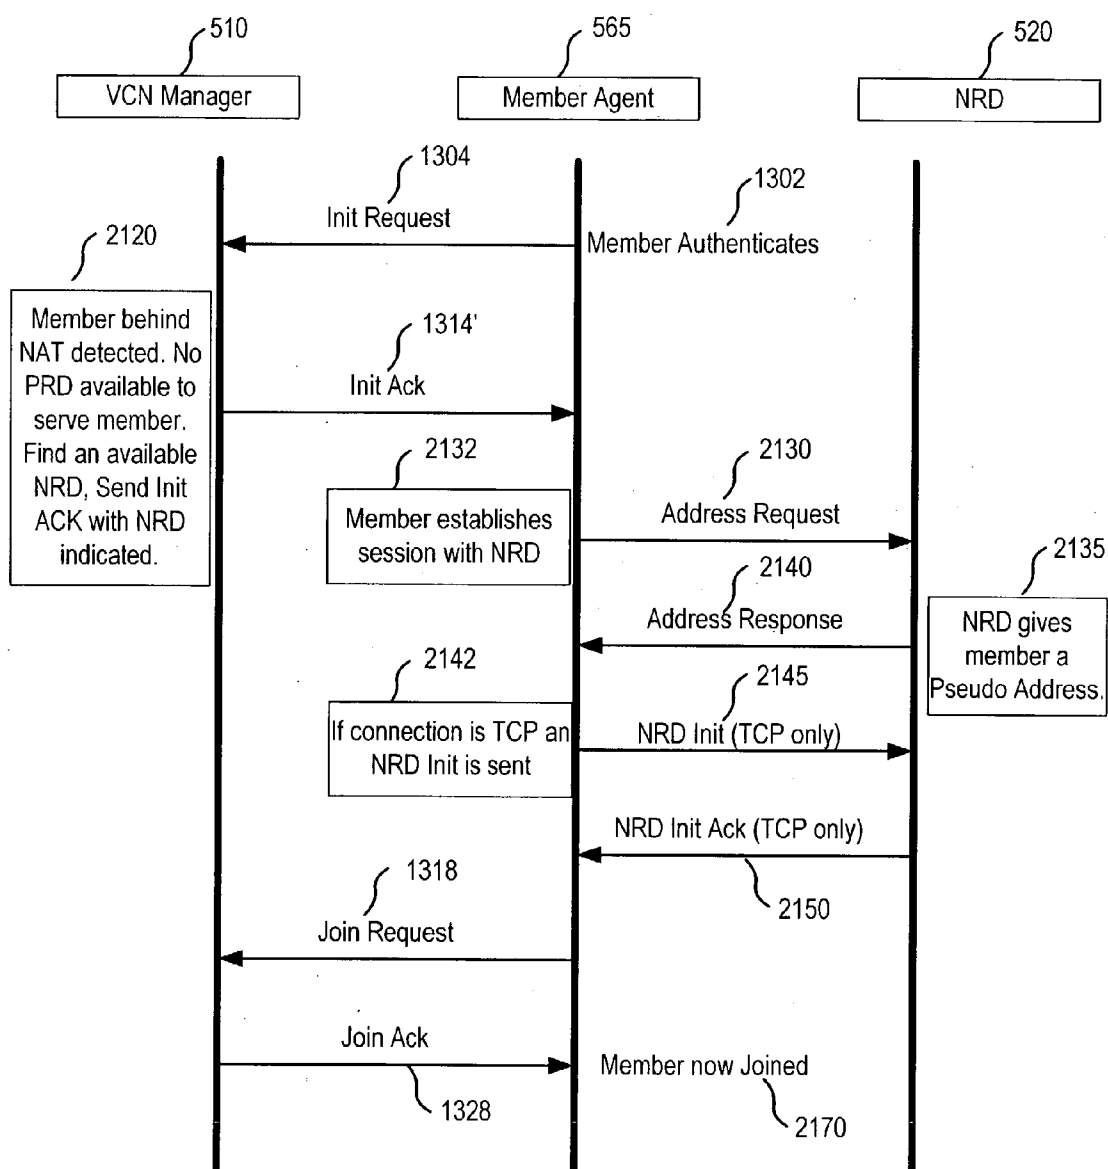 510
565
520
VCN Manager
Member Agent
NRD
1304
1302
Init Request
Member Authenticates
2120
Member behind
NAT detected. No
PRD available to
serve member.
Find an available
NRD, Send Init
ACK with NRD
indicated.
1314'
Init Ack
2132
Member establishes
session with NRD
2130
Address Request
2140
Address Response
2135
NRD gives
member a
Pseudo Address.
2142
If connection is TCP an
NRD Init is sent
2145
NRD Init (TCP only)
NRD Init Ack (TCP only)
2150
1318
Join Request
Join Ack
1328
Member now Joined
2170